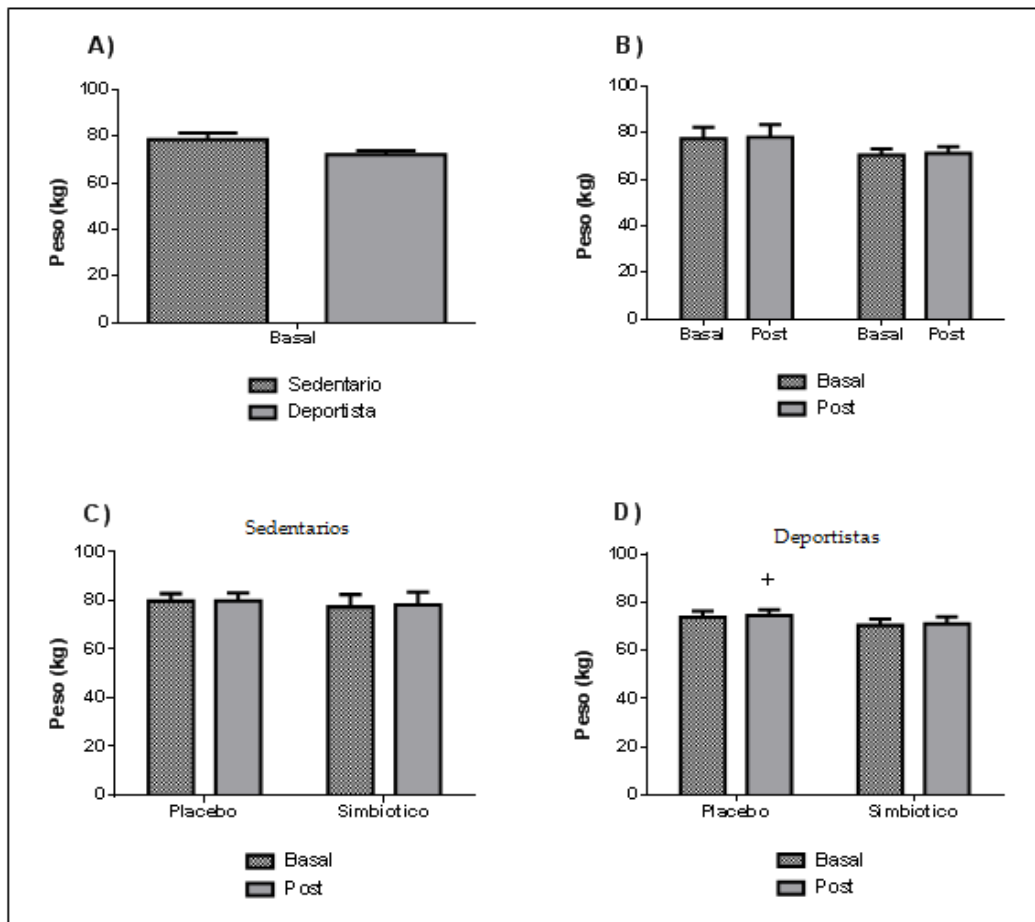 A)
100
80
60
40
20
0
Peso (kg)
Basal
Sedentario
Deportista
B)
100
80
60
40
20
0
Peso (kg)
Basal Post Basal Post
Basal
Post
C)
Sedentarios
100
80
60
40
20
0
Peso (kg)
Placebo Simbiotico
Basal
Post
D)
Deportistas
100
80
60
40
20
0
Peso (kg)
+
Placebo Simbiotico
Basal
Post